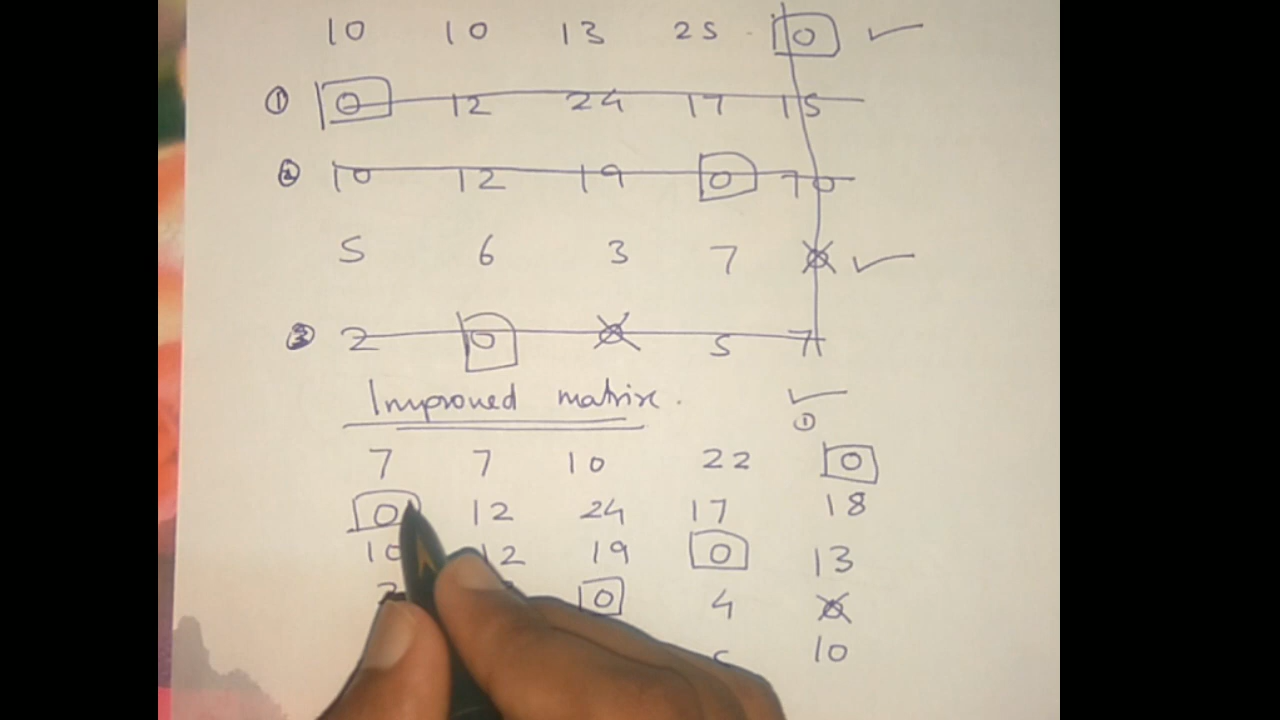 10 10 13 25 0 ✓
① 0 12 24 17 15
② 10 12 19 0 70
5 6 3 7 0 ✓
③ 2 0 0 5 7
Improved matrix. ✓
①
7 7 10 22 0
0 12 24 17 18
10 12 19 0 13
0 4 0
10